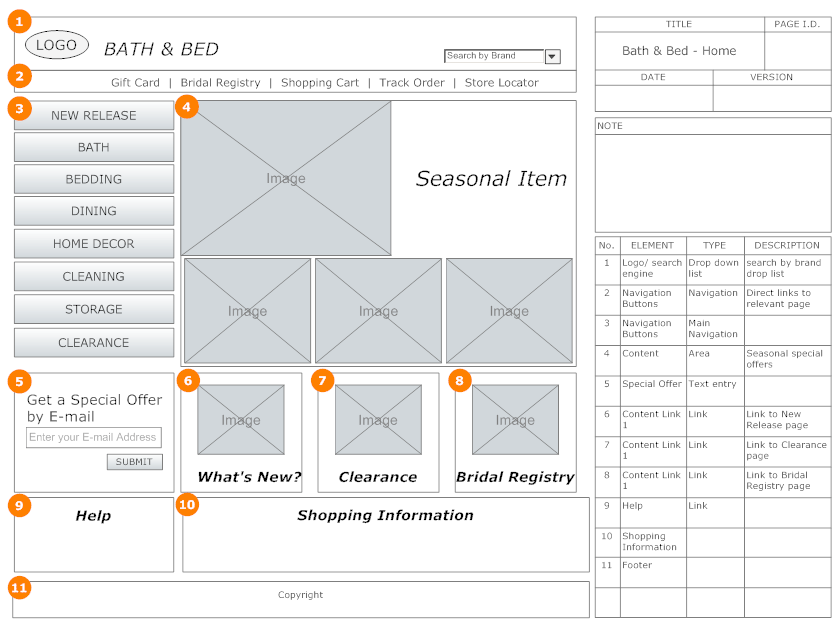 1
LOGO
BATH & BED
Search by Brand
2
Gift Card | Bridal Registry | Shopping Cart | Track Order | Store Locator
3
NEW RELEASE
BATH
BEDDING
DINING
HOME DECOR
CLEANING
STORAGE
CLEARANCE
4
Image
Seasonal Item
Image
Image
Image
5
Get a Special Offer
by E-mail
Enter your E-mail Address
SUBMIT
6
Image
What's New?
7
Image
Clearance
8
Image
Bridal Registry
9
Help
10
Shopping Information
11
Copyright
TITLE PAGE I.D.
Bath & Bed - Home
DATE VERSION
NOTE
No. ELEMENT TYPE DESCRIPTION
1 Logo/ search Drop down search by brand
engine list drop list
2 Navigation Navigation Direct links to
Buttons relevant page
3 Navigation Main
Buttons Navigation
4 Content Area Seasonal special
offers
5 Special Offer Text entry
6 Content Link Link Link to New
1 Release page
7 Content Link Link Link to Clearance
1 page
8 Content Link Link Link to Bridal
1 Registry page
9 Help Link
10 Shopping
Information
11 Footer